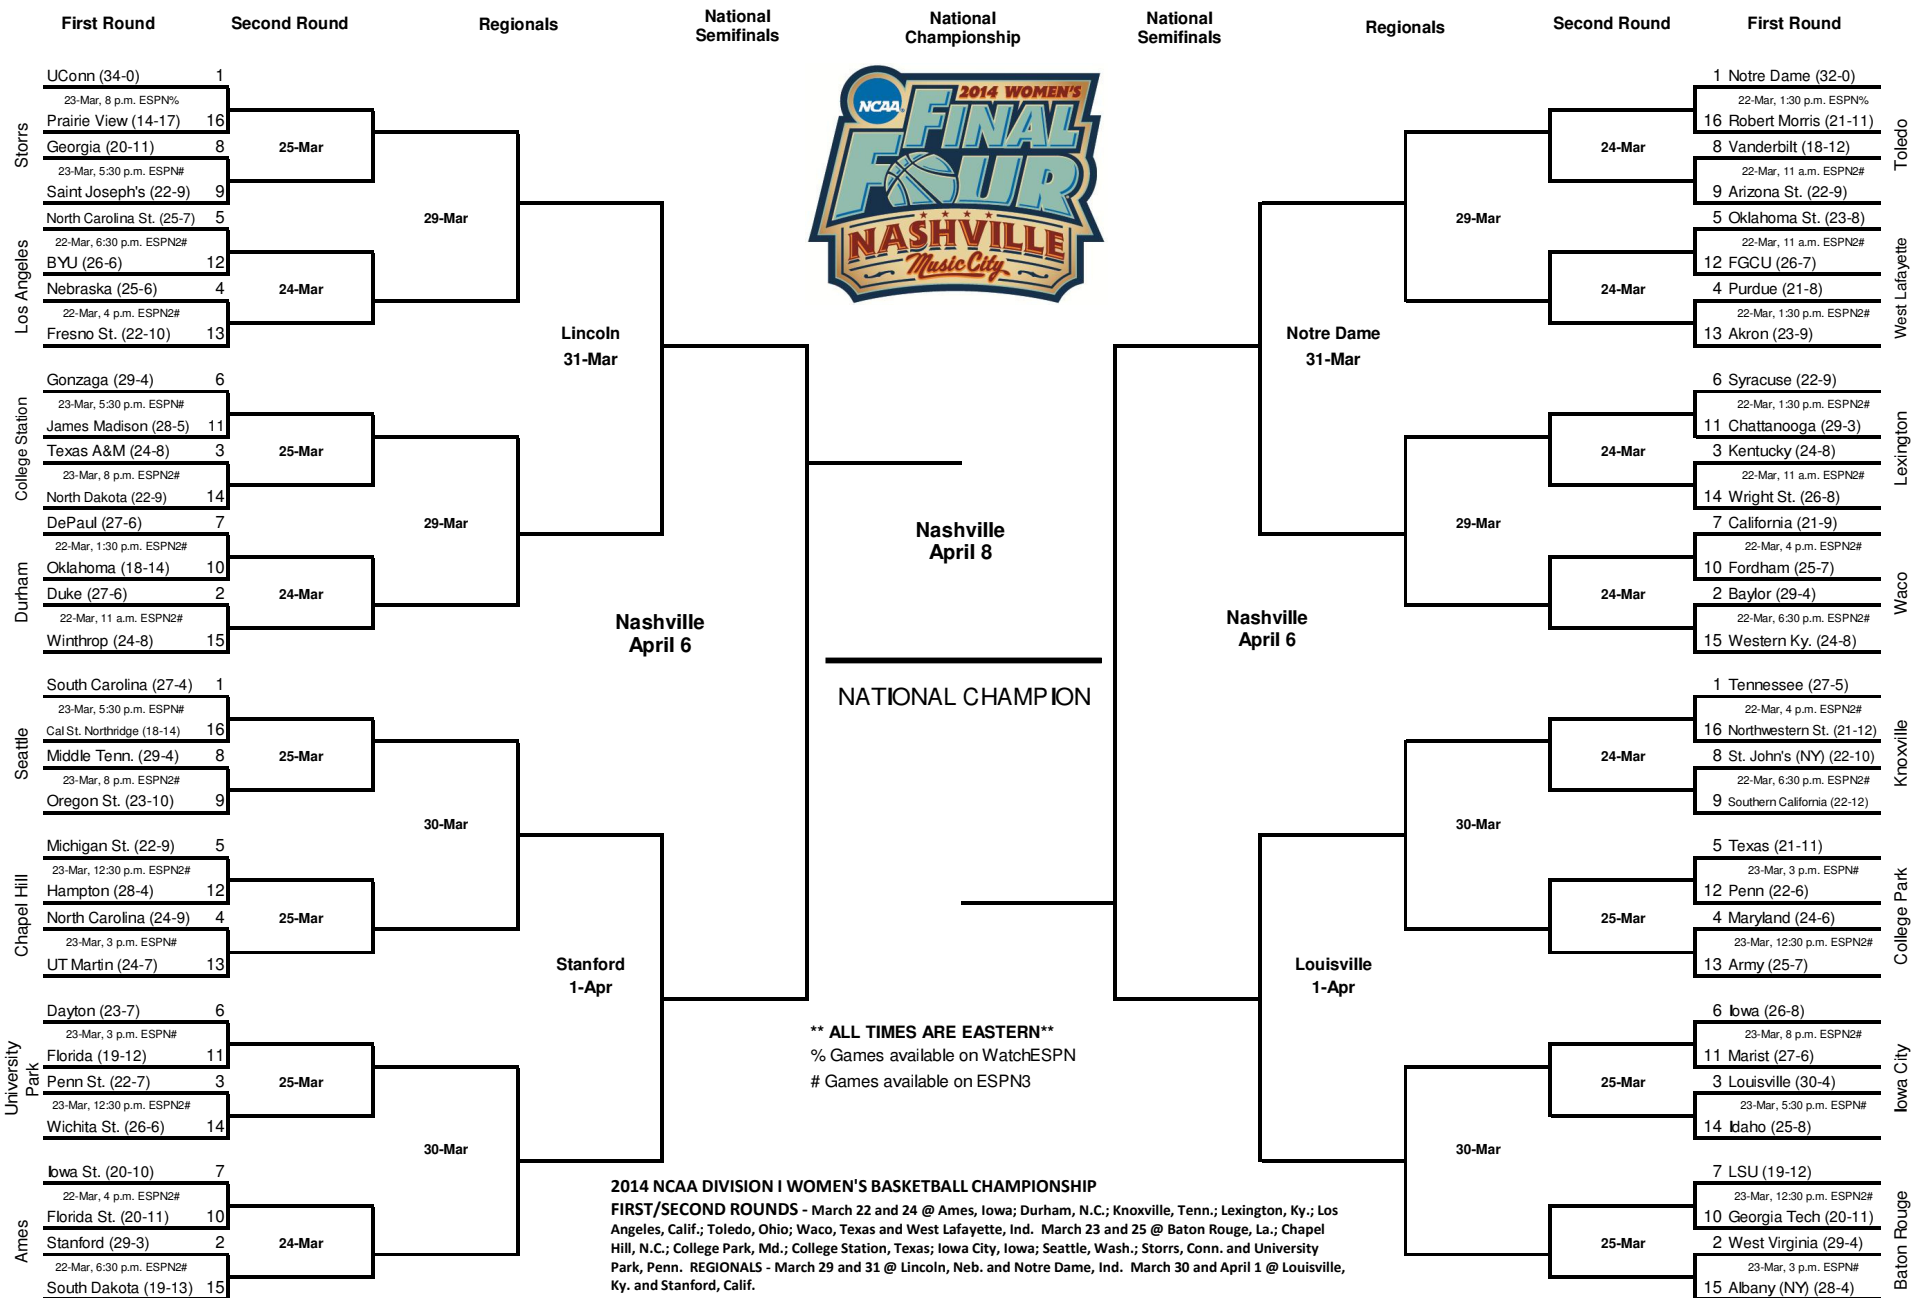 First Round
Second Round
Regionals
National
Semifinals
National
Championship
National
Semifinals
Regionals
Second Round
First Round
NCAA
2014 WOMEN'S
FINAL
FOUR
NASHVILLE
Music City
Storrs
UConn (34-0) 1
23-Mar, 8 p.m. ESPN%
Prairie View (14-17) 16
Georgia (20-11) 8
23-Mar, 5:30 p.m. ESPN#
Saint Joseph's (22-9) 9
25-Mar
Los Angeles
North Carolina St. (25-7) 5
22-Mar, 6:30 p.m. ESPN2#
BYU (26-6) 12
Nebraska (25-6) 4
22-Mar, 4 p.m. ESPN2#
Fresno St. (22-10) 13
24-Mar
29-Mar
College Station
Gonzaga (29-4) 6
23-Mar, 5:30 p.m. ESPN#
James Madison (28-5) 11
Texas A&M (24-8) 3
23-Mar, 8 p.m. ESPN2#
North Dakota (22-9) 14
25-Mar
Durham
DePaul (27-6) 7
22-Mar, 1:30 p.m. ESPN2#
Oklahoma (18-14) 10
Duke (27-6) 2
22-Mar, 11 a.m. ESPN2#
Winthrop (24-8) 15
24-Mar
29-Mar
Lincoln
31-Mar
Seattle
South Carolina (27-4) 1
23-Mar, 5:30 p.m. ESPN#
Cal St. Northridge (18-14) 16
Middle Tenn. (29-4) 8
23-Mar, 8 p.m. ESPN2#
Oregon St. (23-10) 9
25-Mar
Chapel Hill
Michigan St. (22-9) 5
23-Mar, 12:30 p.m. ESPN2#
Hampton (28-4) 12
North Carolina (24-9) 4
23-Mar, 3 p.m. ESPN#
UT Martin (24-7) 13
25-Mar
30-Mar
University
Park
Dayton (23-7) 6
23-Mar, 3 p.m. ESPN#
Florida (19-12) 11
Penn St. (22-7) 3
23-Mar, 12:30 p.m. ESPN2#
Wichita St. (26-6) 14
25-Mar
Ames
Iowa St. (20-10) 7
22-Mar, 4 p.m. ESPN2#
Florida St. (20-11) 10
Stanford (29-3) 2
22-Mar, 6:30 p.m. ESPN2#
South Dakota (19-13) 15
24-Mar
30-Mar
Stanford
1-Apr
Nashville
April 6
Nashville
April 8
NATIONAL CHAMPION
Nashville
April 6
1 Notre Dame (32-0)
22-Mar, 1:30 p.m. ESPN%
16 Robert Morris (21-11)
8 Vanderbilt (18-12)
22-Mar, 11 a.m. ESPN2#
9 Arizona St. (22-9)
Toledo
24-Mar
5 Oklahoma St. (23-8)
22-Mar, 11 a.m. ESPN2#
12 FGCU (26-7)
4 Purdue (21-8)
22-Mar, 1:30 p.m. ESPN2#
13 Akron (23-9)
West Lafayette
24-Mar
29-Mar
Notre Dame
31-Mar
6 Syracuse (22-9)
22-Mar, 1:30 p.m. ESPN2#
11 Chattanooga (29-3)
3 Kentucky (24-8)
22-Mar, 11 a.m. ESPN2#
14 Wright St. (26-8)
Lexington
24-Mar
7 California (21-9)
22-Mar, 4 p.m. ESPN2#
10 Fordham (25-7)
2 Baylor (29-4)
22-Mar, 6:30 p.m. ESPN2#
15 Western Ky. (24-8)
Waco
24-Mar
29-Mar
1 Tennessee (27-5)
22-Mar, 4 p.m. ESPN2#
16 Northwestern St. (21-12)
8 St. John's (NY) (22-10)
22-Mar, 6:30 p.m. ESPN2#
9 Southern California (22-12)
Knoxville
24-Mar
5 Texas (21-11)
23-Mar, 3 p.m. ESPN#
12 Penn (22-6)
4 Maryland (24-6)
23-Mar, 12:30 p.m. ESPN2#
13 Army (25-7)
College Park
25-Mar
30-Mar
Louisville
1-Apr
6 Iowa (26-8)
23-Mar, 8 p.m. ESPN2#
11 Marist (27-6)
3 Louisville (30-4)
23-Mar, 5:30 p.m. ESPN#
14 Idaho (25-8)
Iowa City
25-Mar
7 LSU (19-12)
23-Mar, 12:30 p.m. ESPN2#
10 Georgia Tech (20-11)
2 West Virginia (29-4)
23-Mar, 3 p.m. ESPN#
15 Albany (NY) (28-4)
Baton Rouge
25-Mar
30-Mar
** ALL TIMES ARE EASTERN**
% Games available on WatchESPN
# Games available on ESPN3
2014 NCAA DIVISION I WOMEN'S BASKETBALL CHAMPIONSHIP
FIRST/SECOND ROUNDS - March 22 and 24 @ Ames, Iowa; Durham, N.C.; Knoxville, Tenn.; Lexington, Ky.; Los
Angeles, Calif.; Toledo, Ohio; Waco, Texas and West Lafayette, Ind. March 23 and 25 @ Baton Rouge, La.; Chapel
Hill, N.C.; College Park, Md.; College Station, Texas; Iowa City, Iowa; Seattle, Wash.; Storrs, Conn. and University
Park, Penn. REGIONALS - March 29 and 31 @ Lincoln, Neb. and Notre Dame, Ind. March 30 and April 1 @ Louisville,
Ky. and Stanford, Calif.